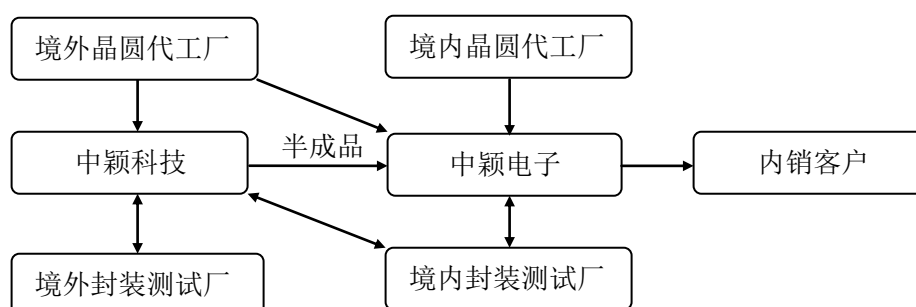 境外晶圆代工厂
境内晶圆代工厂
中颖科技
半成品
中颖电子
内销客户
境外封装测试厂
境内封装测试厂